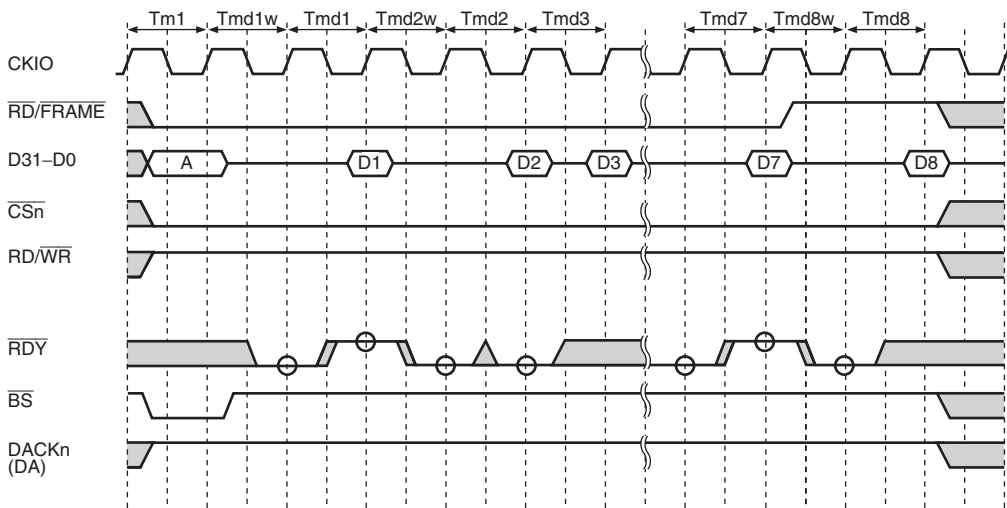 Tm1 Tmd1w Tmd1 Tmd2w Tmd2 Tmd3 Tmd7 Tmd8w Tmd8
CKIO
RD/FRAME
D31–D0 A D1 D2 D3 D7 D8
CSn
RD/WR
RDY
BS
DACKn
(DA)